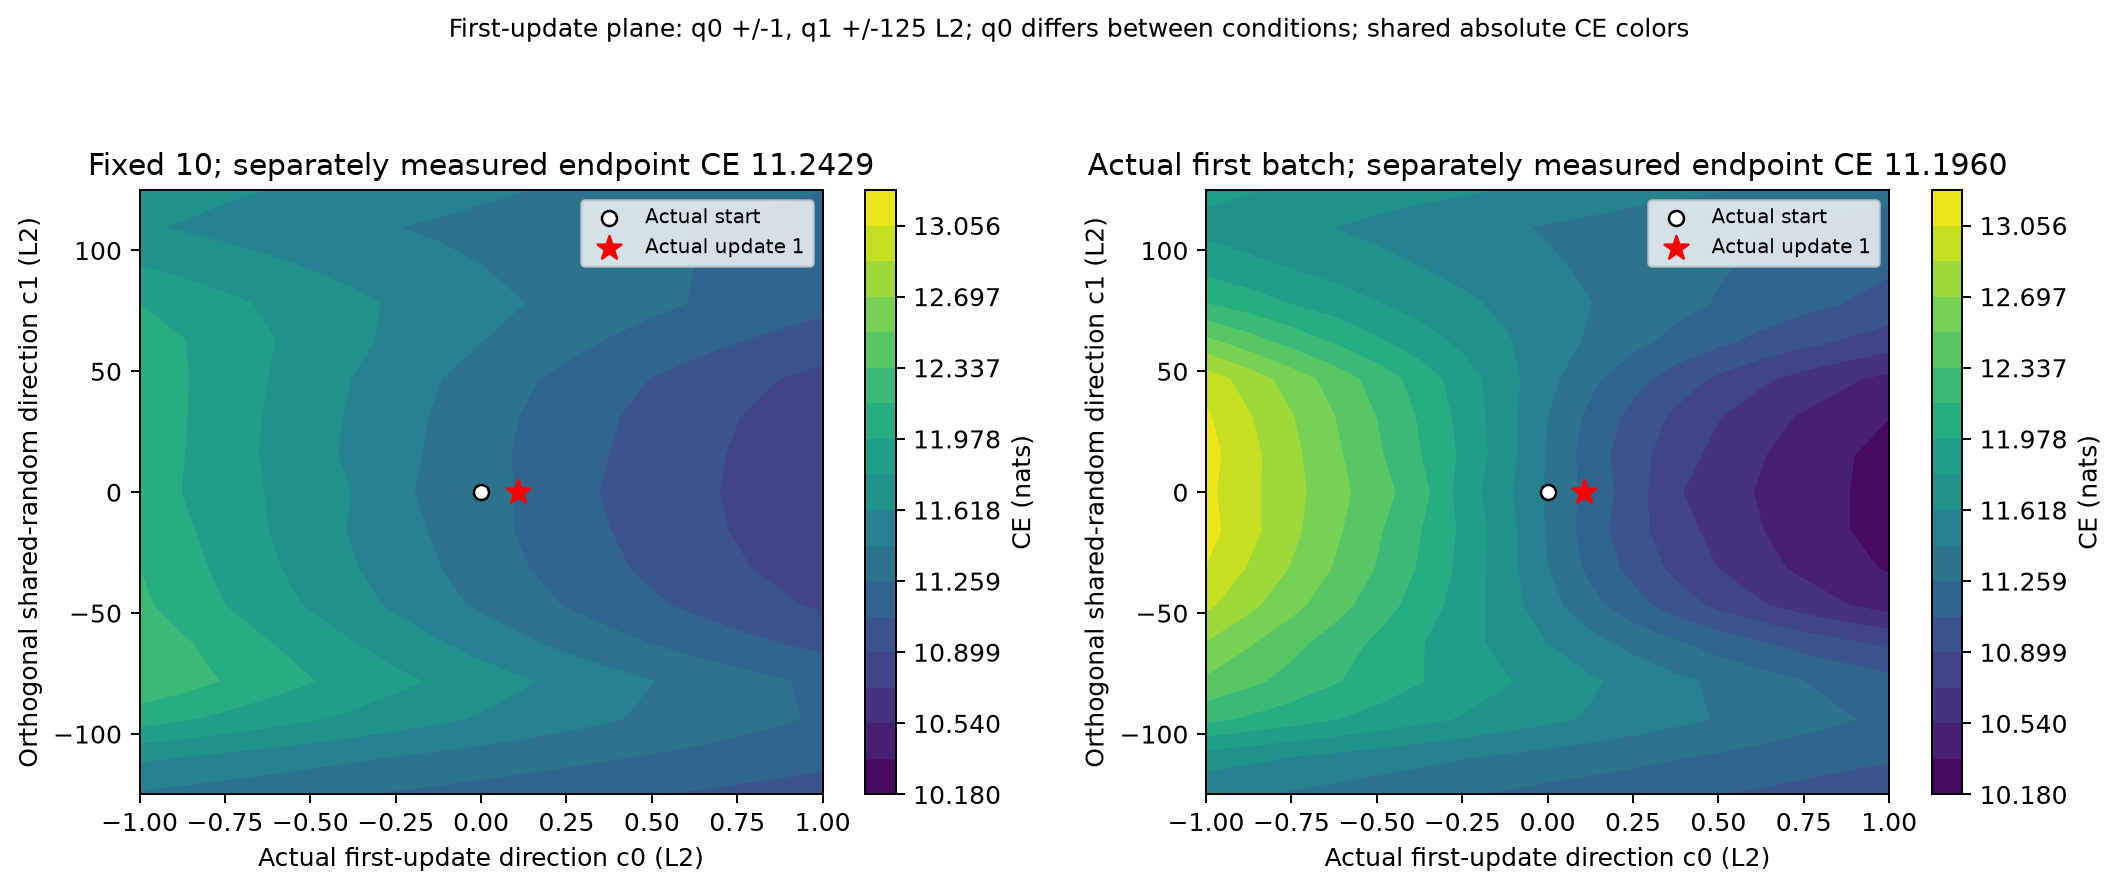 First-update plane: q0 +/-1, q1 +/-125 L2; q0 differs between conditions; shared absolute CE colors
Fixed 10; separately measured endpoint CE 11.2429
Actual start
Actual update 1
Orthogonal shared-random direction c1 (L2)
100
50
0
−50
−100
−1.00 −0.75 −0.50 −0.25 0.00 0.25 0.50 0.75 1.00
Actual first-update direction c0 (L2)
13.056
12.697
12.337
11.978
11.618
11.259
10.899
10.540
10.180
CE (nats)
Actual first batch; separately measured endpoint CE 11.1960
Actual start
Actual update 1
Orthogonal shared-random direction c1 (L2)
100
50
0
−50
−100
−1.00 −0.75 −0.50 −0.25 0.00 0.25 0.50 0.75 1.00
Actual first-update direction c0 (L2)
13.056
12.697
12.337
11.978
11.618
11.259
10.899
10.540
10.180
CE (nats)